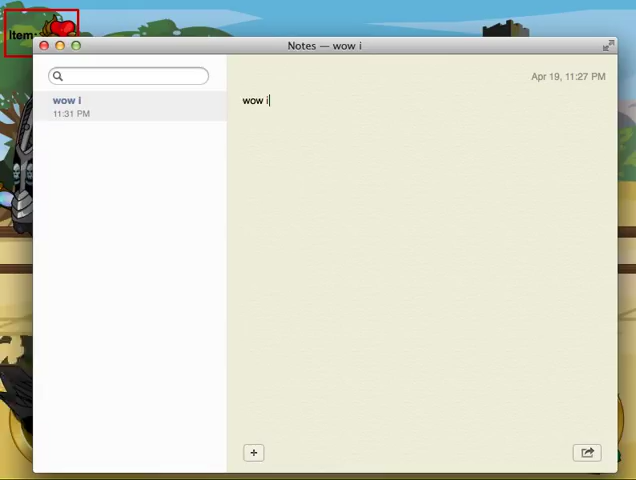 Item:
Notes — wow i
Apr 19, 11:27 PM
wow i
11:31 PM
wow i